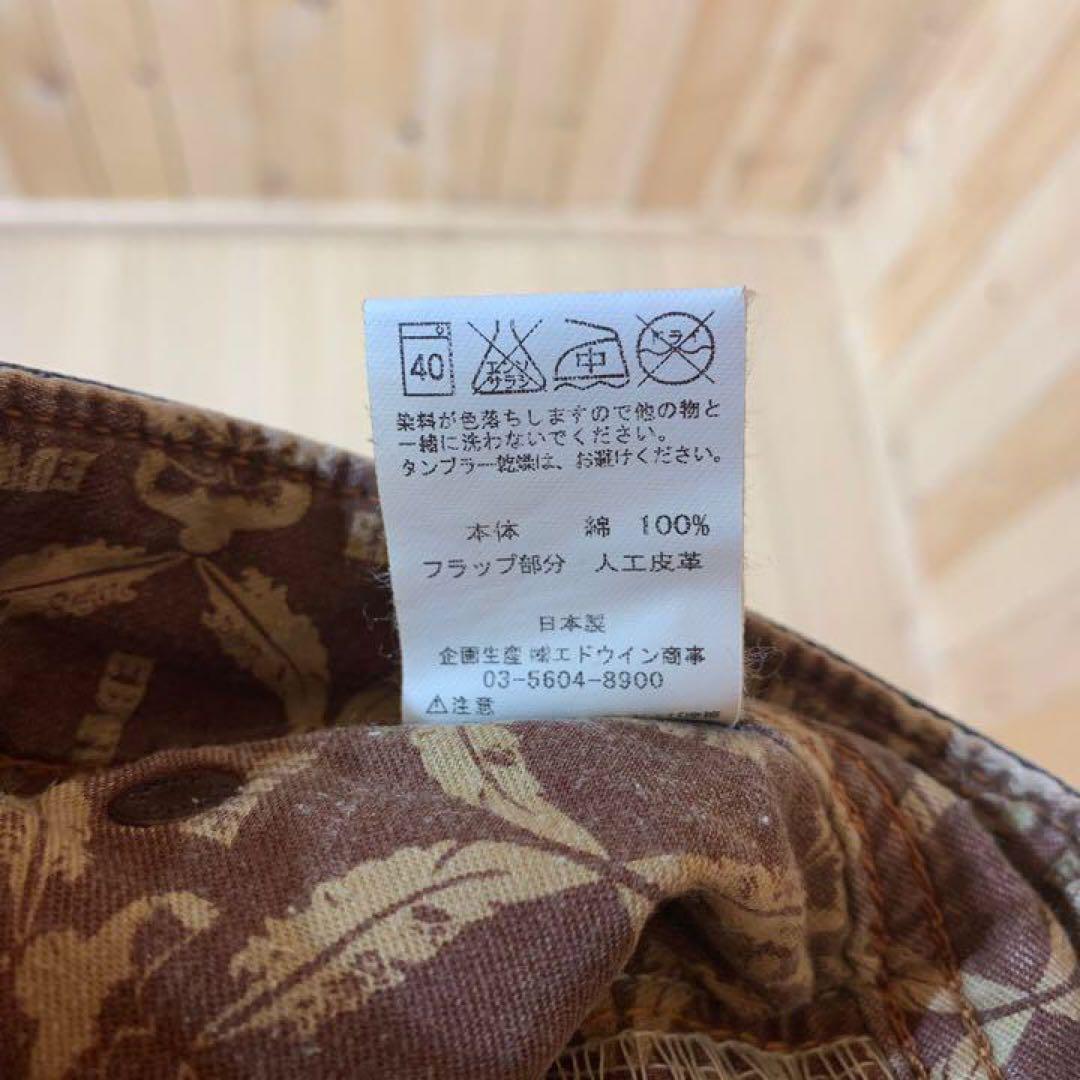 40 エンソ 中 ドライ
サラシ
染料が色落ちしますので他の物と
一緒に洗わないでください。
タンブラー乾燥は、お避けください。
本体 綿 100%
フラップ部分 人工皮革
日本製
企画生産 ㈱エドウイン商事
03-5604-8900
⚠注意